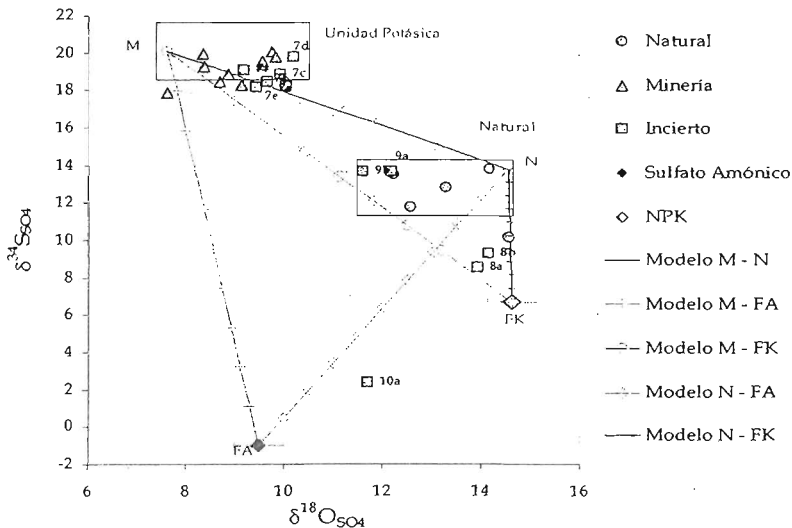 22
20
18
16
14
12
10
8
6
4
2
0
-2
6
8
10
12
14
16
δ34SSO4
δ18OSO4
M
Unidad Potásica
7d
7c
7e
Natural
9a
9b
N
8b
8a
FK
10a
FA
Natural
Minería
Incierto
Sulfato Amónico
NPK
Modelo M - N
Modelo M - FA
Modelo M - FK
Modelo N - FA
Modelo N - FK